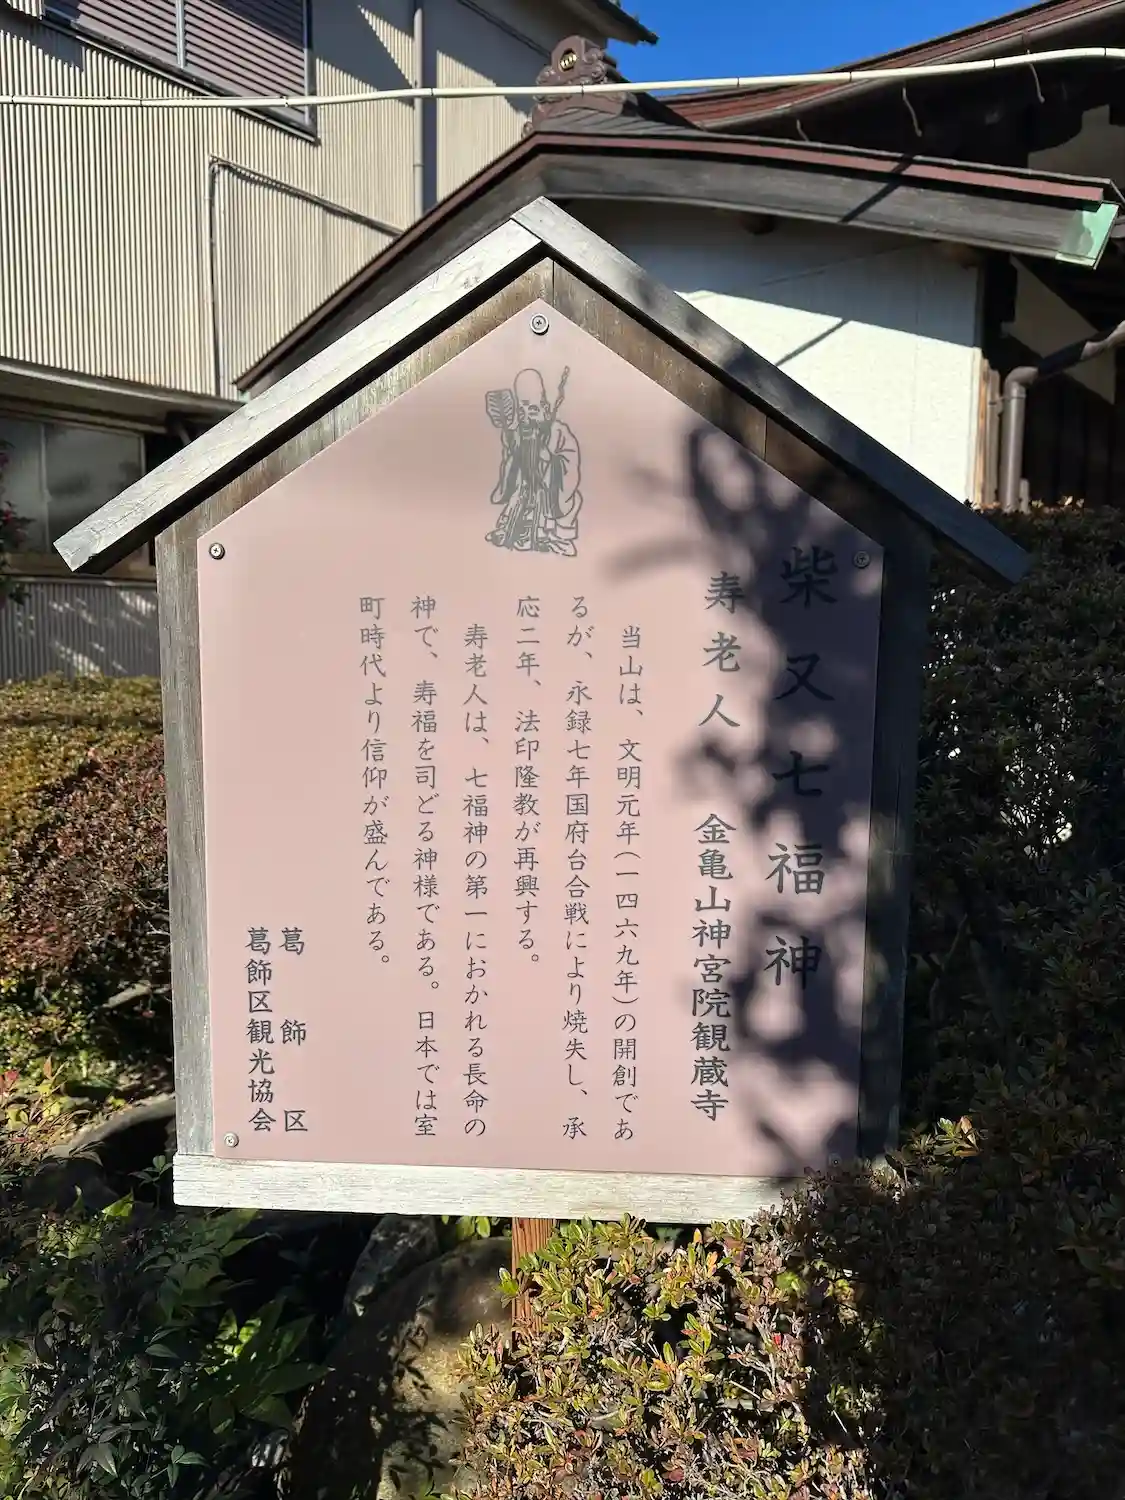 柴又七福神
寿老人　金亀山神宮院観蔵寺
当山は、文明元年(一四六九年)の開創であ
るが、永録七年国府台合戦により焼失し、承
応二年、法印隆教が再興する。
寿老人は、七福神の第一におかれる長命の
神で、寿福を司どる神様である。日本では室
町時代より信仰が盛んである。
葛飾区
葛飾区観光協会